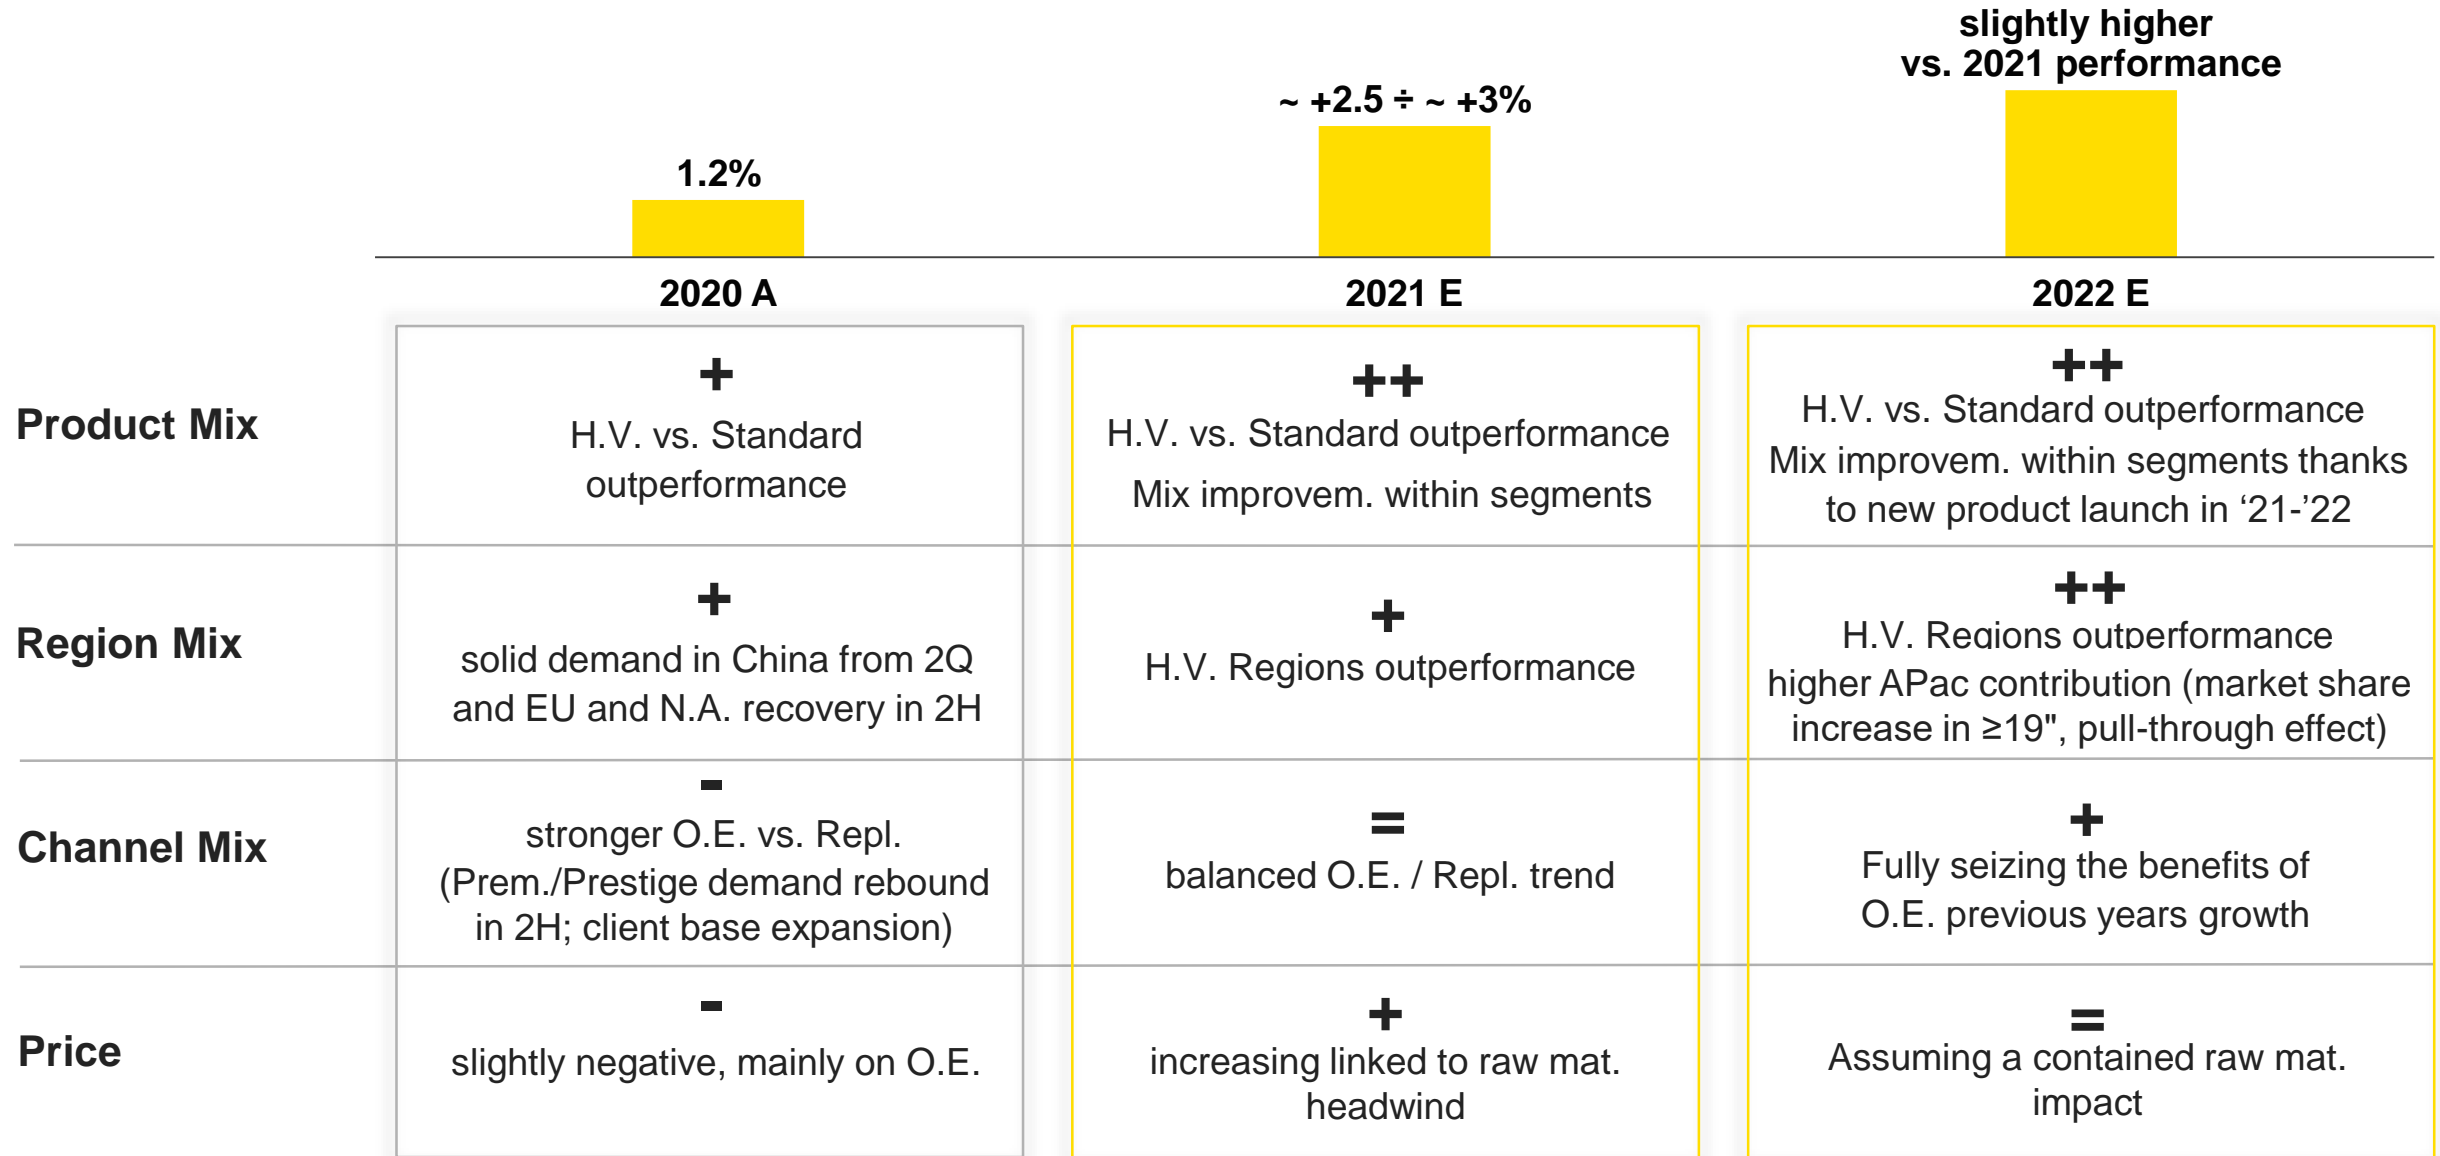 slightly higher
vs. 2021 performance
~ +2.5 ÷ ~ +3%
1.2%
2020 A
2021 E
2022 E
Product Mix
+
H.V. vs. Standard
outperformance
++
H.V. vs. Standard outperformance
Mix improvem. within segments
++
H.V. vs. Standard outperformance
Mix improvem. within segments thanks
to new product launch in ‘21-’22
Region Mix
+
solid demand in China from 2Q
and EU and N.A. recovery in 2H
+
H.V. Regions outperformance
++
H.V. Regions outperformance
higher APac contribution (market share
increase in ≥19", pull-through effect)
Channel Mix
-
stronger O.E. vs. Repl.
(Prem./Prestige demand rebound
in 2H; client base expansion)
=
balanced O.E. / Repl. trend
+
Fully seizing the benefits of
O.E. previous years growth
Price
-
slightly negative, mainly on O.E.
+
increasing linked to raw mat.
headwind
=
Assuming a contained raw mat.
impact